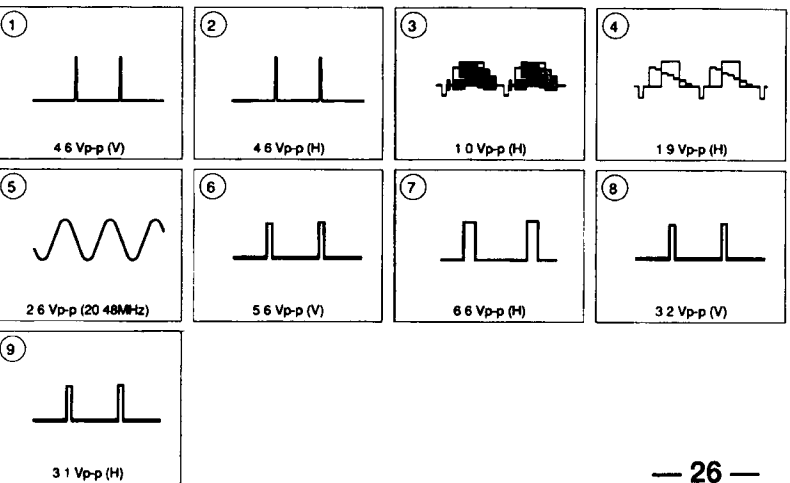 1
4 6 Vp-p (V)
2
4 6 Vp-p (H)
3
1 0 Vp-p (H)
4
1 9 Vp-p (H)
5
2 6 Vp-p (20 48MHz)
6
5 6 Vp-p (V)
7
6 6 Vp-p (H)
8
3 2 Vp-p (V)
9
3 1 Vp-p (H)
— 26 —